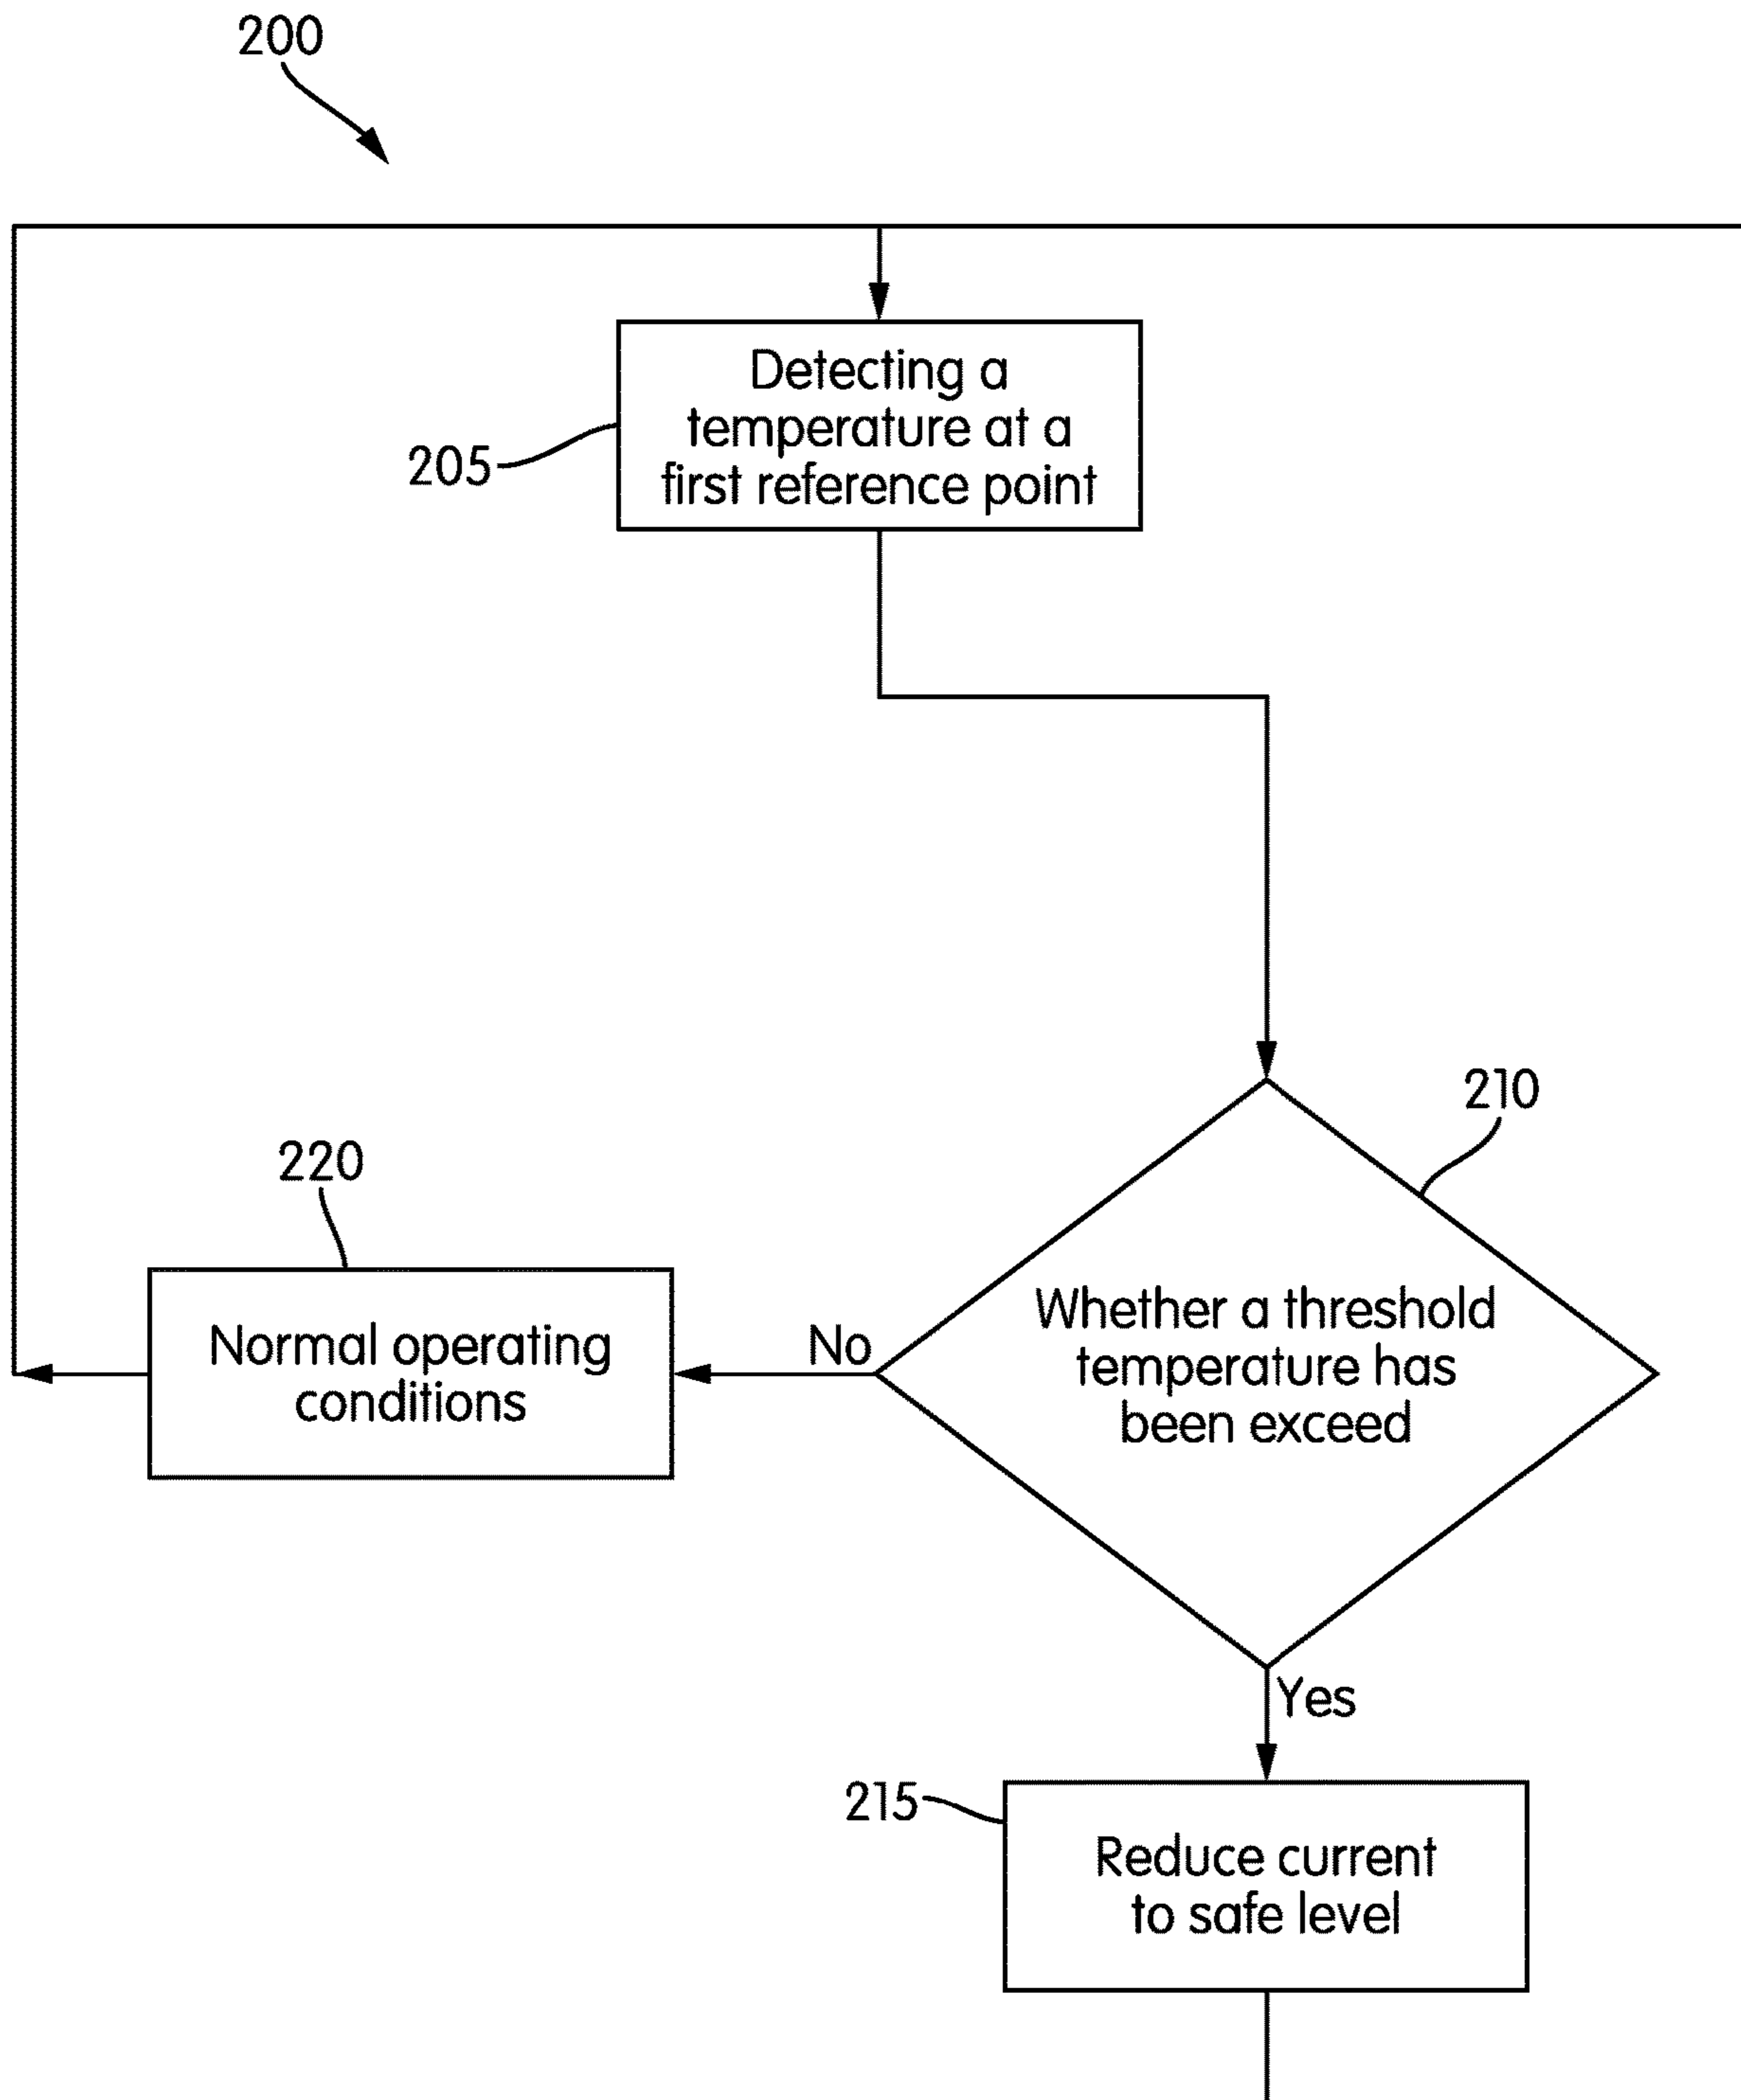 200
Detecting a
temperature at a
first reference point
205
210
220
Whether a threshold
temperature has
been exceed
No
Normal operating
conditions
Yes
215
Reduce current
to safe level